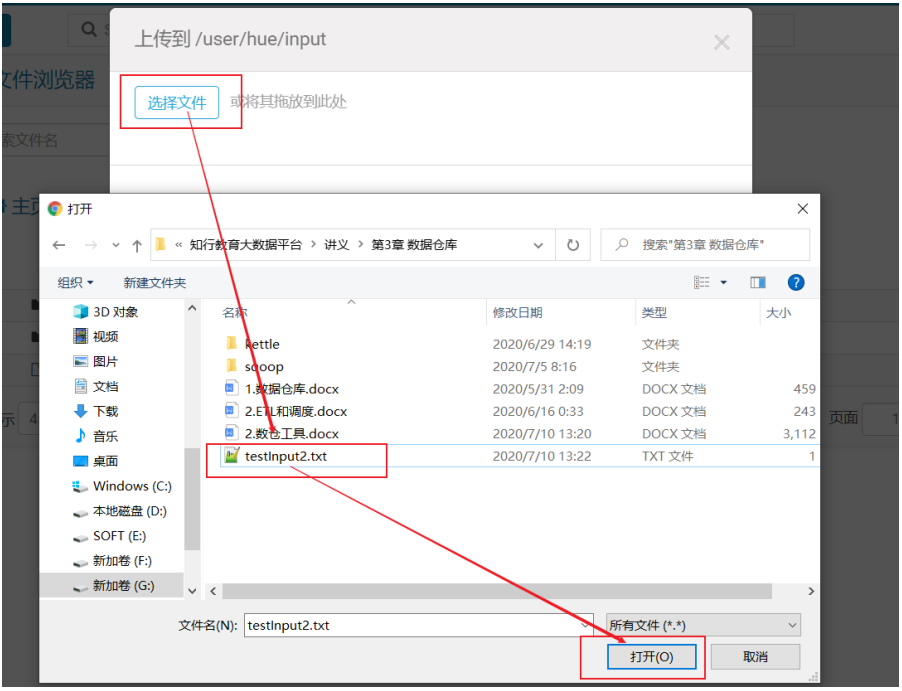 S
上传到 /user/hue/input
文件浏览器
选择文件 或将其拖放到此处
索文件名
主页
打开
« 知行教育大数据平台 › 讲义 › 第3章 数据仓库
搜索"第3章 数据仓库"
组织 新建文件夹
名称 修改日期 类型 大小
3D 对象
视频
图片
文档
下载
音乐
桌面
Windows (C:)
本地磁盘 (D:)
SOFT (E:)
新加卷 (F:)
新加卷 (G:)
kettle 2020/6/29 14:19 文件夹
sqoop 2020/7/5 8:16 文件夹
1.数据仓库.docx 2020/5/31 2:09 DOCX 文档 459
2.ETL和调度.docx 2020/6/16 0:33 DOCX 文档 243
2.数仓工具.docx 2020/7/10 13:20 DOCX 文档 3,112
testInput2.txt 2020/7/10 13:22 TXT 文件 1
示 4
页面 1
文件名(N): testInput2.txt 所有文件 (*.*)
打开(O) 取消